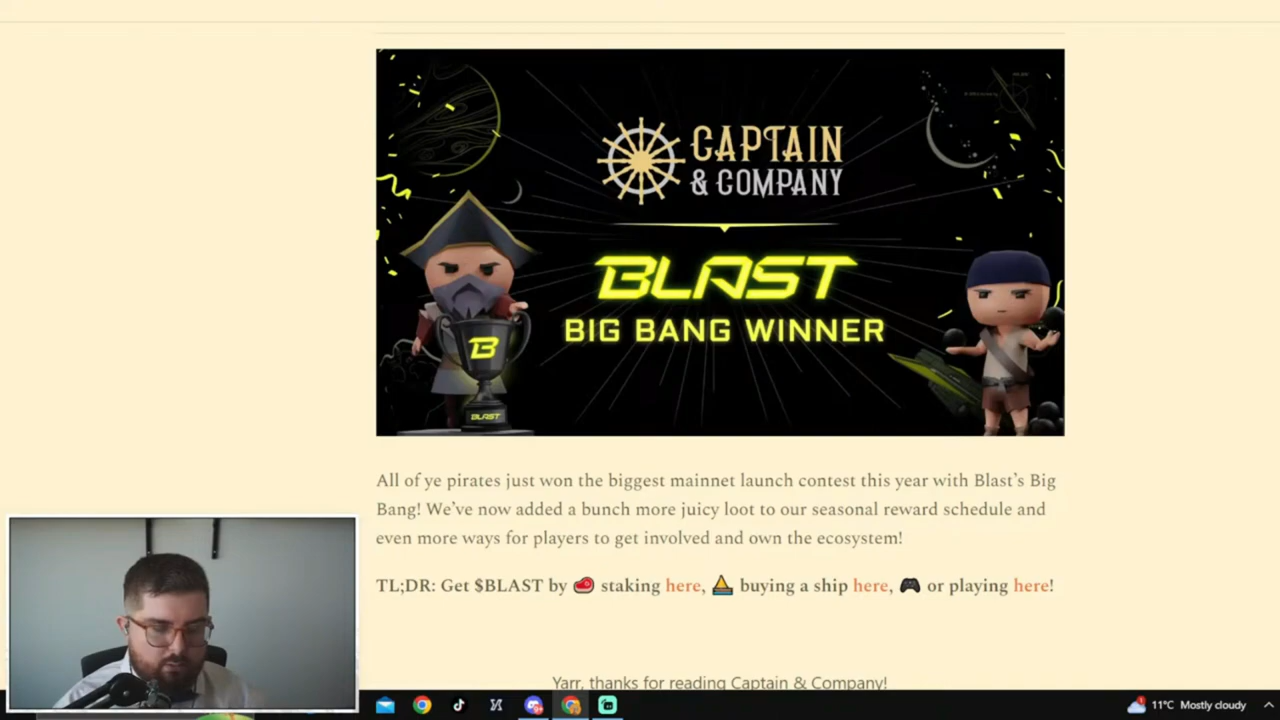 CAPTAIN
& COMPANY
BLAST
BIG BANG WINNER
B
BLAST
All of ye pirates just won the biggest mainnet launch contest this year with Blast’s Big
Bang! We’ve now added a bunch more juicy loot to our seasonal reward schedule and
even more ways for players to get involved and own the ecosystem!
TL;DR: Get $BLAST by 🥩 staking here, ⛵ buying a ship here, 🎮 or playing here!
Yarr, thanks for reading Captain & Company!
11°C Mostly cloudy